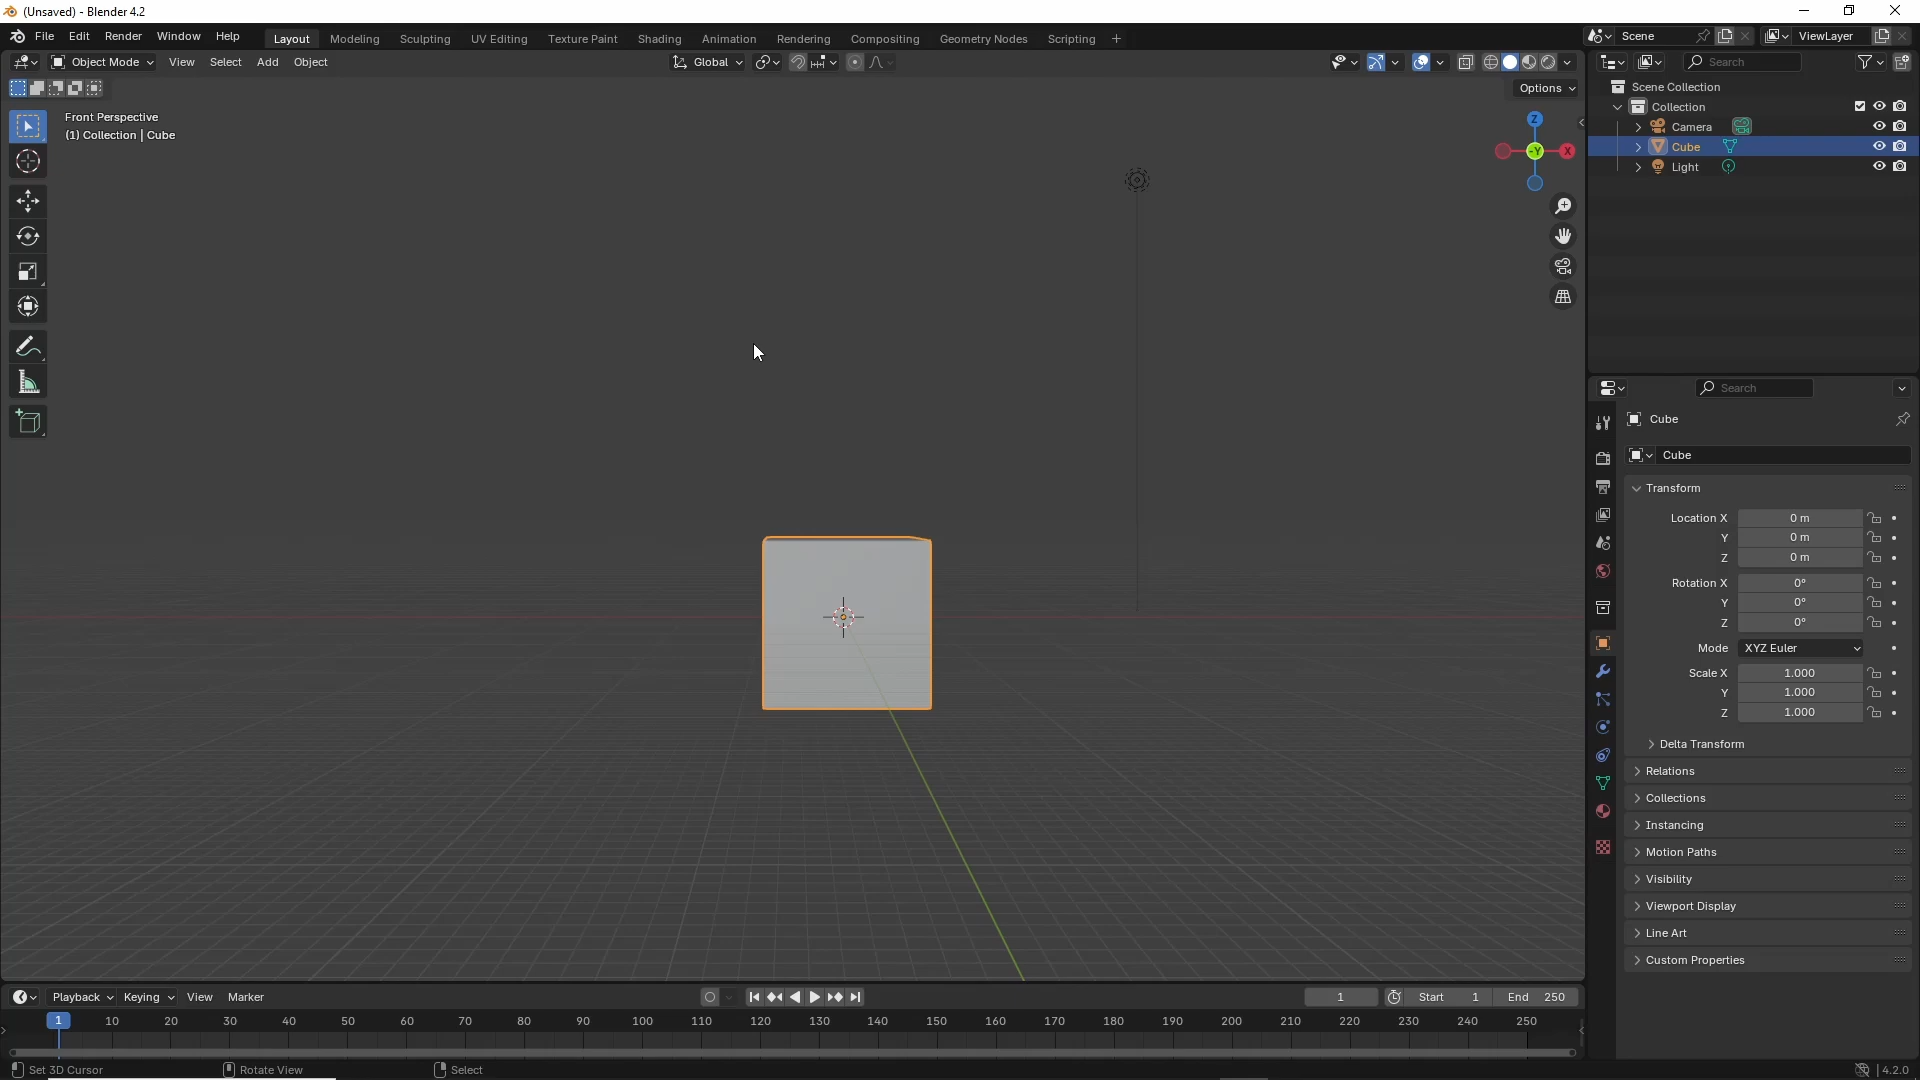 (Unsaved) - Blender 4.2
File Edit Render Window Help Layout Modeling Sculpting UV Editing Texture Paint Shading Animation Rendering Compositing Geometry Nodes Scripting + Scene ViewLayer
Object Mode View Select Add Object Global Search
Options
Front Perspective
(1) Collection | Cube
Z
-Y
X
Scene Collection
Collection
Camera
Cube
Light
Search
Cube
Cube
Transform
Location X 0 m
Y 0 m
Z 0 m
Rotation X 0°
Y 0°
Z 0°
Mode XYZ Euler
Scale X 1.000
Y 1.000
Z 1.000
Delta Transform
Relations
Collections
Instancing
Motion Paths
Visibility
Viewport Display
Line Art
Custom Properties
Playback Keying View Marker 1 Start 1 End 250
1 10 20 30 40 50 60 70 80 90 100 110 120 130 140 150 160 170 180 190 200 210 220 230 240 250
Set 3D Cursor Rotate View Select 4.2.0